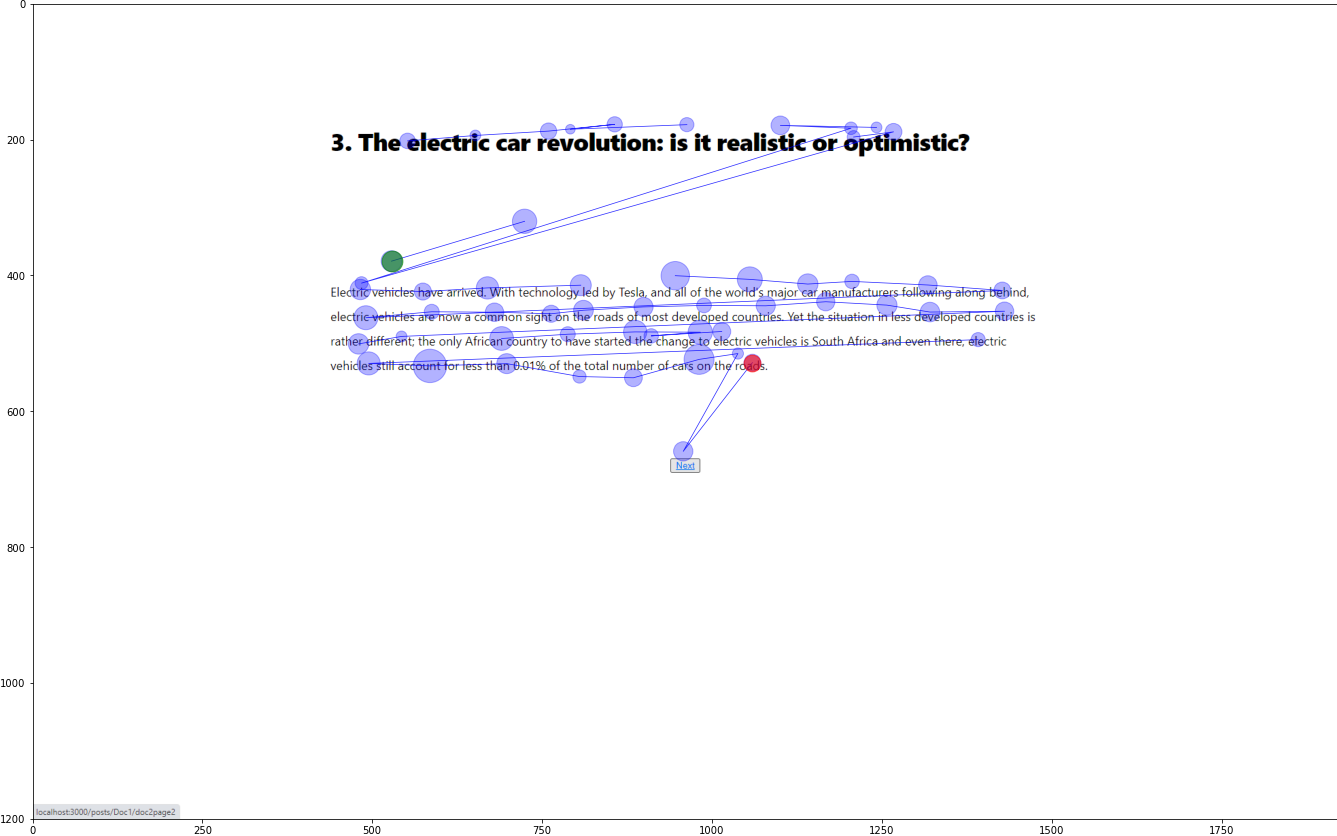 3. The electric car revolution: is it realistic or optimistic?
Electric vehicles have arrived. With technology led by Tesla, and all of the world's major car manufacturers following along behind,
electric vehicles are now a common sight on the roads of most developed countries. Yet the situation in less developed countries is
rather different; the only African country to have started the change to electric vehicles is South Africa and even there, electric
vehicles still account for less than 0.01% of the total number of cars on the roads.
Next
localhost:3000/posts/Doc1/doc2page2
0
200
400
600
800
1000
1200
0 250 500 750 1000 1250 1500 1750